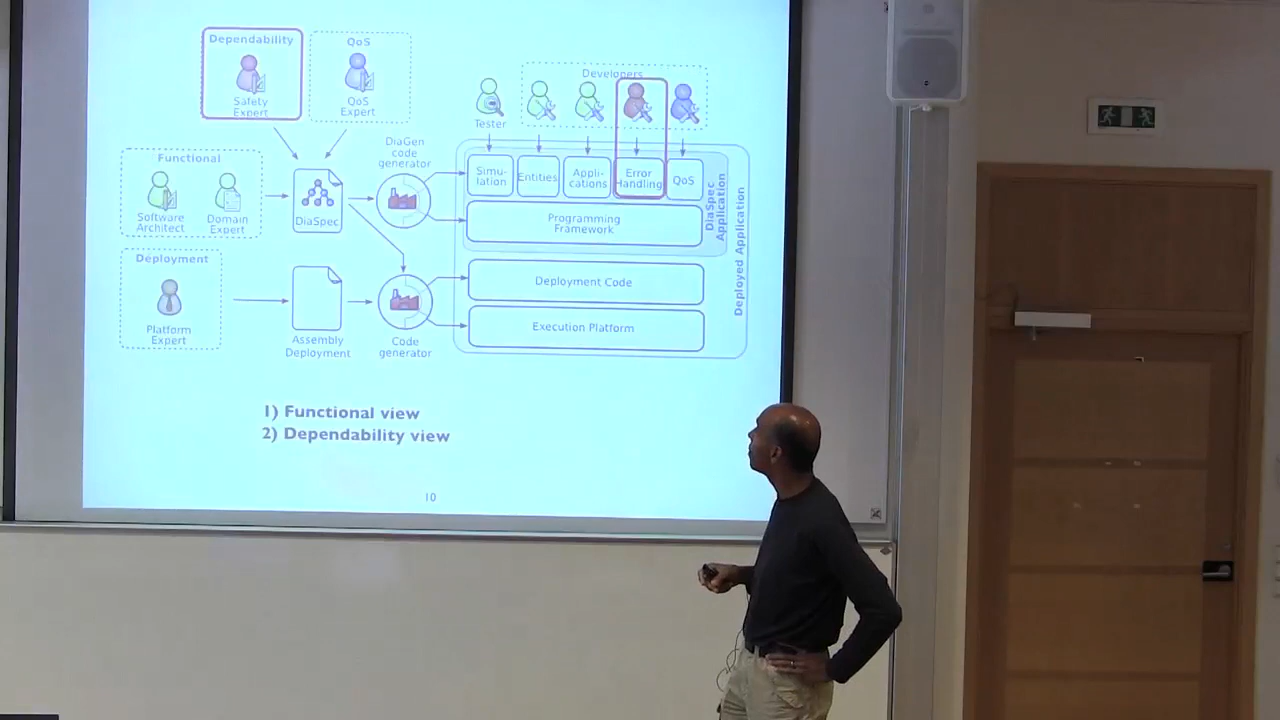 Dependability
Safety
Expert
QoS
QoS
Expert
Functional
Software
Architect
Domain
Expert
Deployment
Platform
Expert
DiaSpec
Assembly
Deployment
DiaGen
code
generator
Code
generator
Tester
Developers
Simu-
lation
Entities
Appli-
cations
Error
Handling
QoS
Programming
Framework
DiaSpec
Application
Deployment Code
Execution Platform
Deployed Application
1) Functional view
2) Dependability view
10